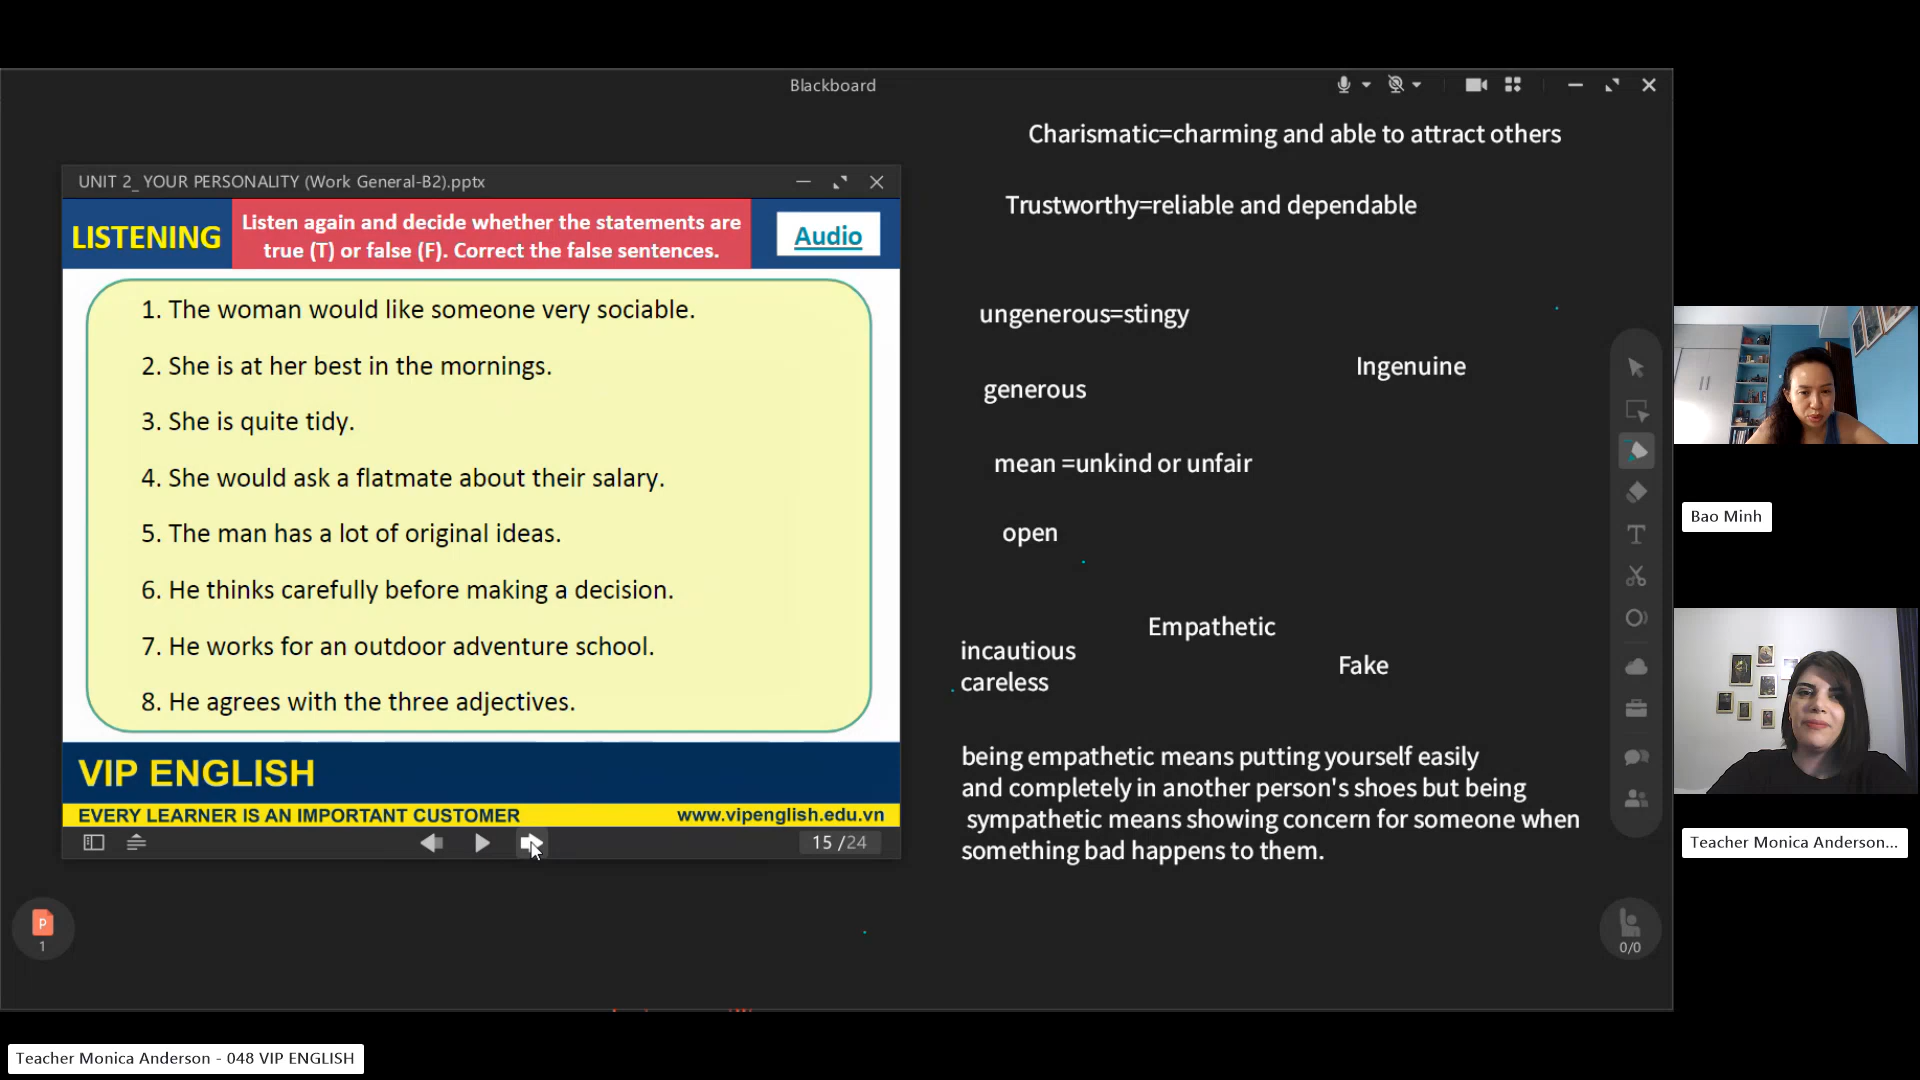 Blackboard
UNIT 2_ YOUR PERSONALITY (Work General-B2).pptx
LISTENING
Listen again and decide whether the statements are
true (T) or false (F). Correct the false sentences.
Audio
1. The woman would like someone very sociable.
2. She is at her best in the mornings.
3. She is quite tidy.
4. She would ask a flatmate about their salary.
5. The man has a lot of original ideas.
6. He thinks carefully before making a decision.
7. He works for an outdoor adventure school.
8. He agrees with the three adjectives.
VIP ENGLISH
EVERY LEARNER IS AN IMPORTANT CUSTOMER
www.vipenglish.edu.vn
15 /24
P
1
Charismatic=charming and able to attract others
Trustworthy=reliable and dependable
ungenerous=stingy
Ingenuine
generous
mean =unkind or unfair
open
Empathetic
incautious
careless
Fake
being empathetic means putting yourself easily
and completely in another person's shoes but being
sympathetic means showing concern for someone when
something bad happens to them.
T
0/0
Bao Minh
Teacher Monica Anderson...
Teacher Monica Anderson - 048 VIP ENGLISH